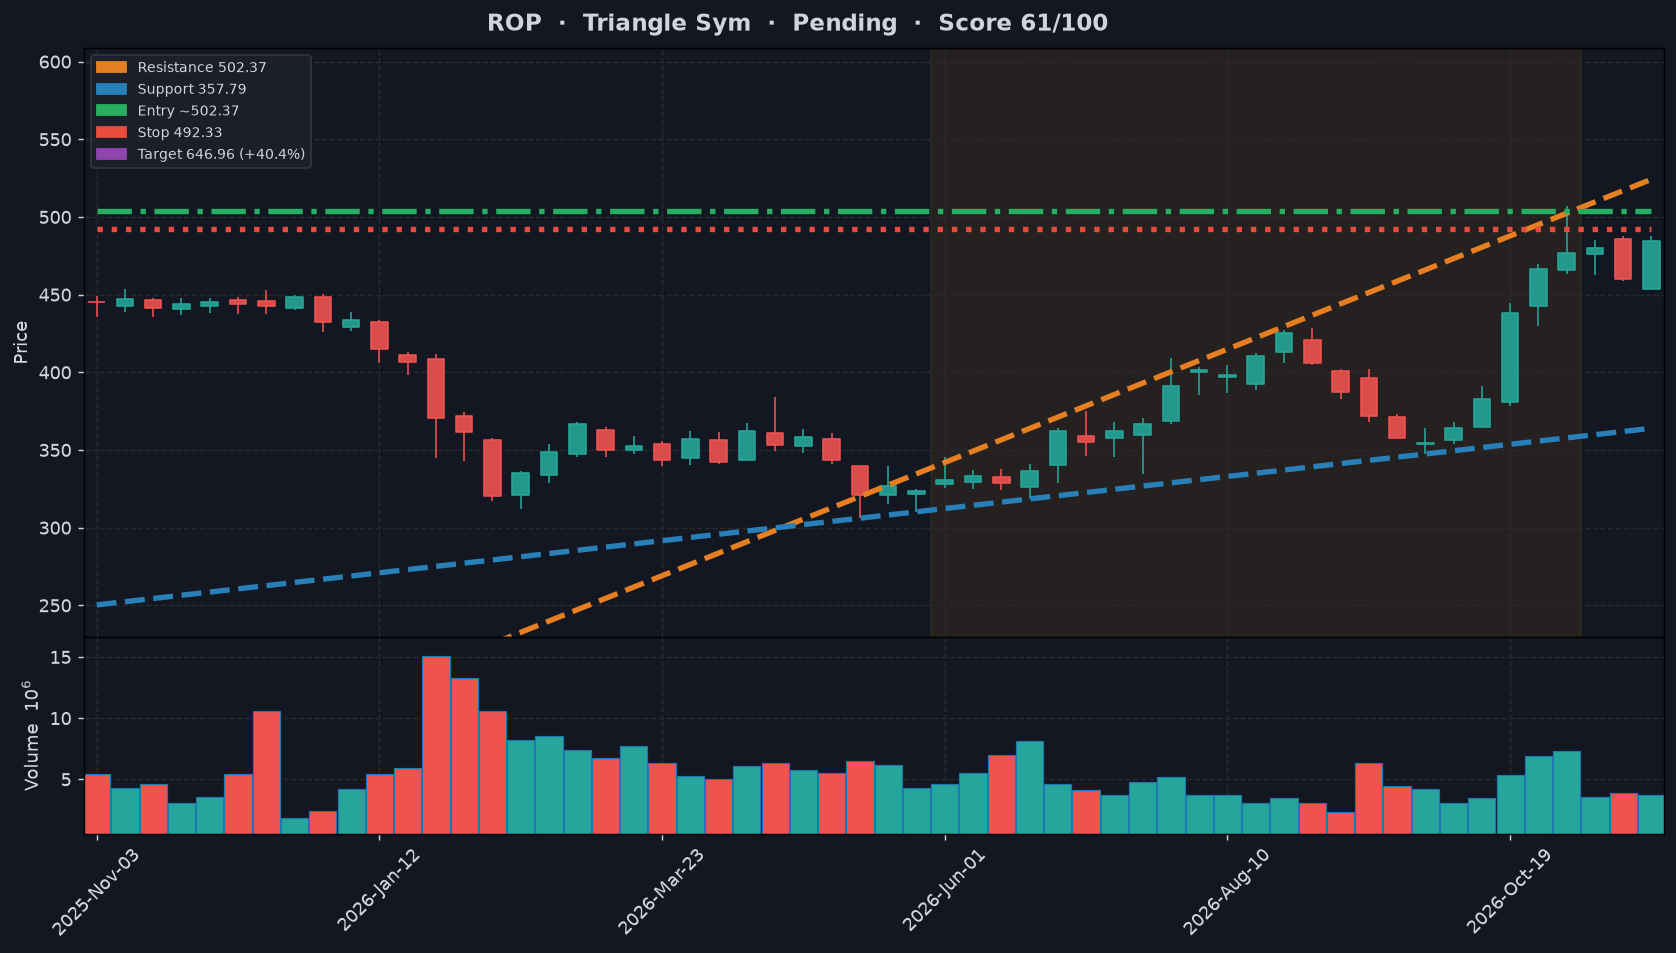 ROP · Triangle Sym · Pending · Score 61/100
Resistance 502.37
Support 357.79
Entry ~502.37
Stop 492.33
Target 646.96 (+40.4%)
600
550
500
450
400
350
300
250
Price
15
10
5
Volume 10⁶
2025-Nov-03
2026-Jan-12
2026-Mar-23
2026-Jun-01
2026-Aug-10
2026-Oct-19